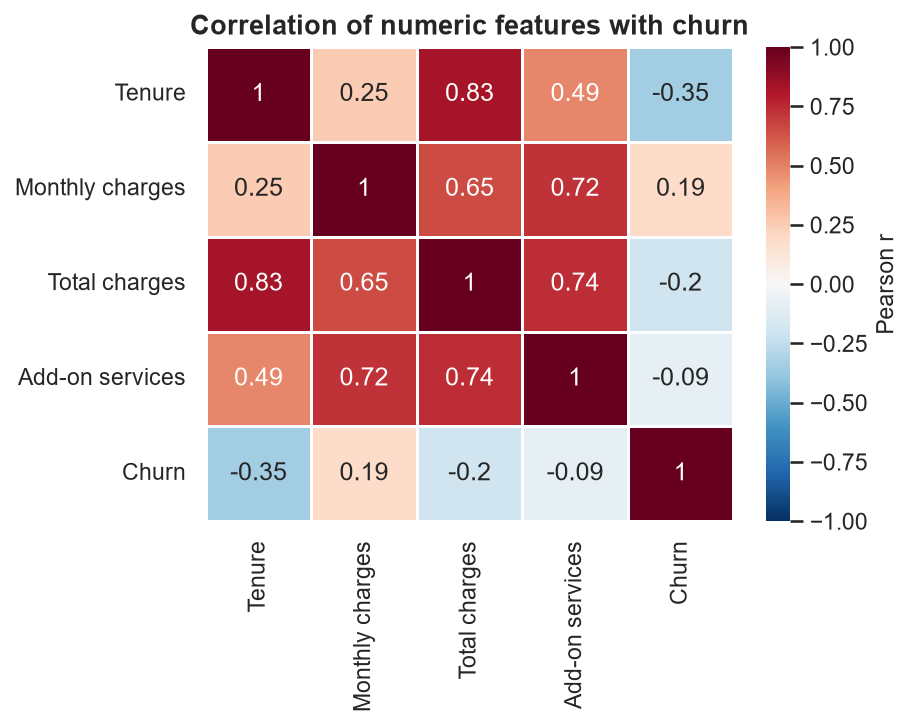 Correlation of numeric features with churn
Tenure 1 0.25 0.83 0.49 -0.35
Monthly charges 0.25 1 0.65 0.72 0.19
Total charges 0.83 0.65 1 0.74 -0.2
Add-on services 0.49 0.72 0.74 1 -0.09
Churn -0.35 0.19 -0.2 -0.09 1
Tenure
Monthly charges
Total charges
Add-on services
Churn
1.00
0.75
0.50
0.25
0.00
−0.25
−0.50
−0.75
−1.00
Pearson r